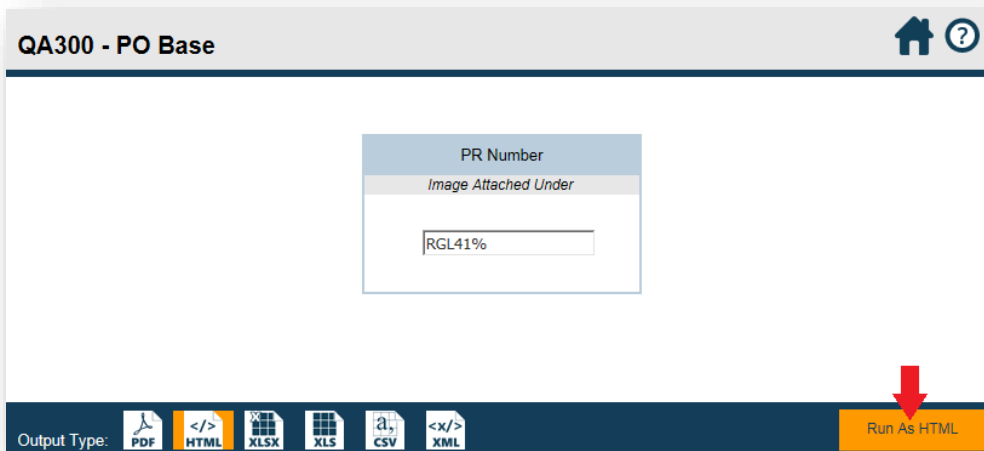 QA300 - PO Base
?
PR Number
Image Attached Under
RGL41%
Output Type:
PDF
</>
HTML
X
XLSX
XLS
a,
CSV
<x/>
XML
Run As HTML